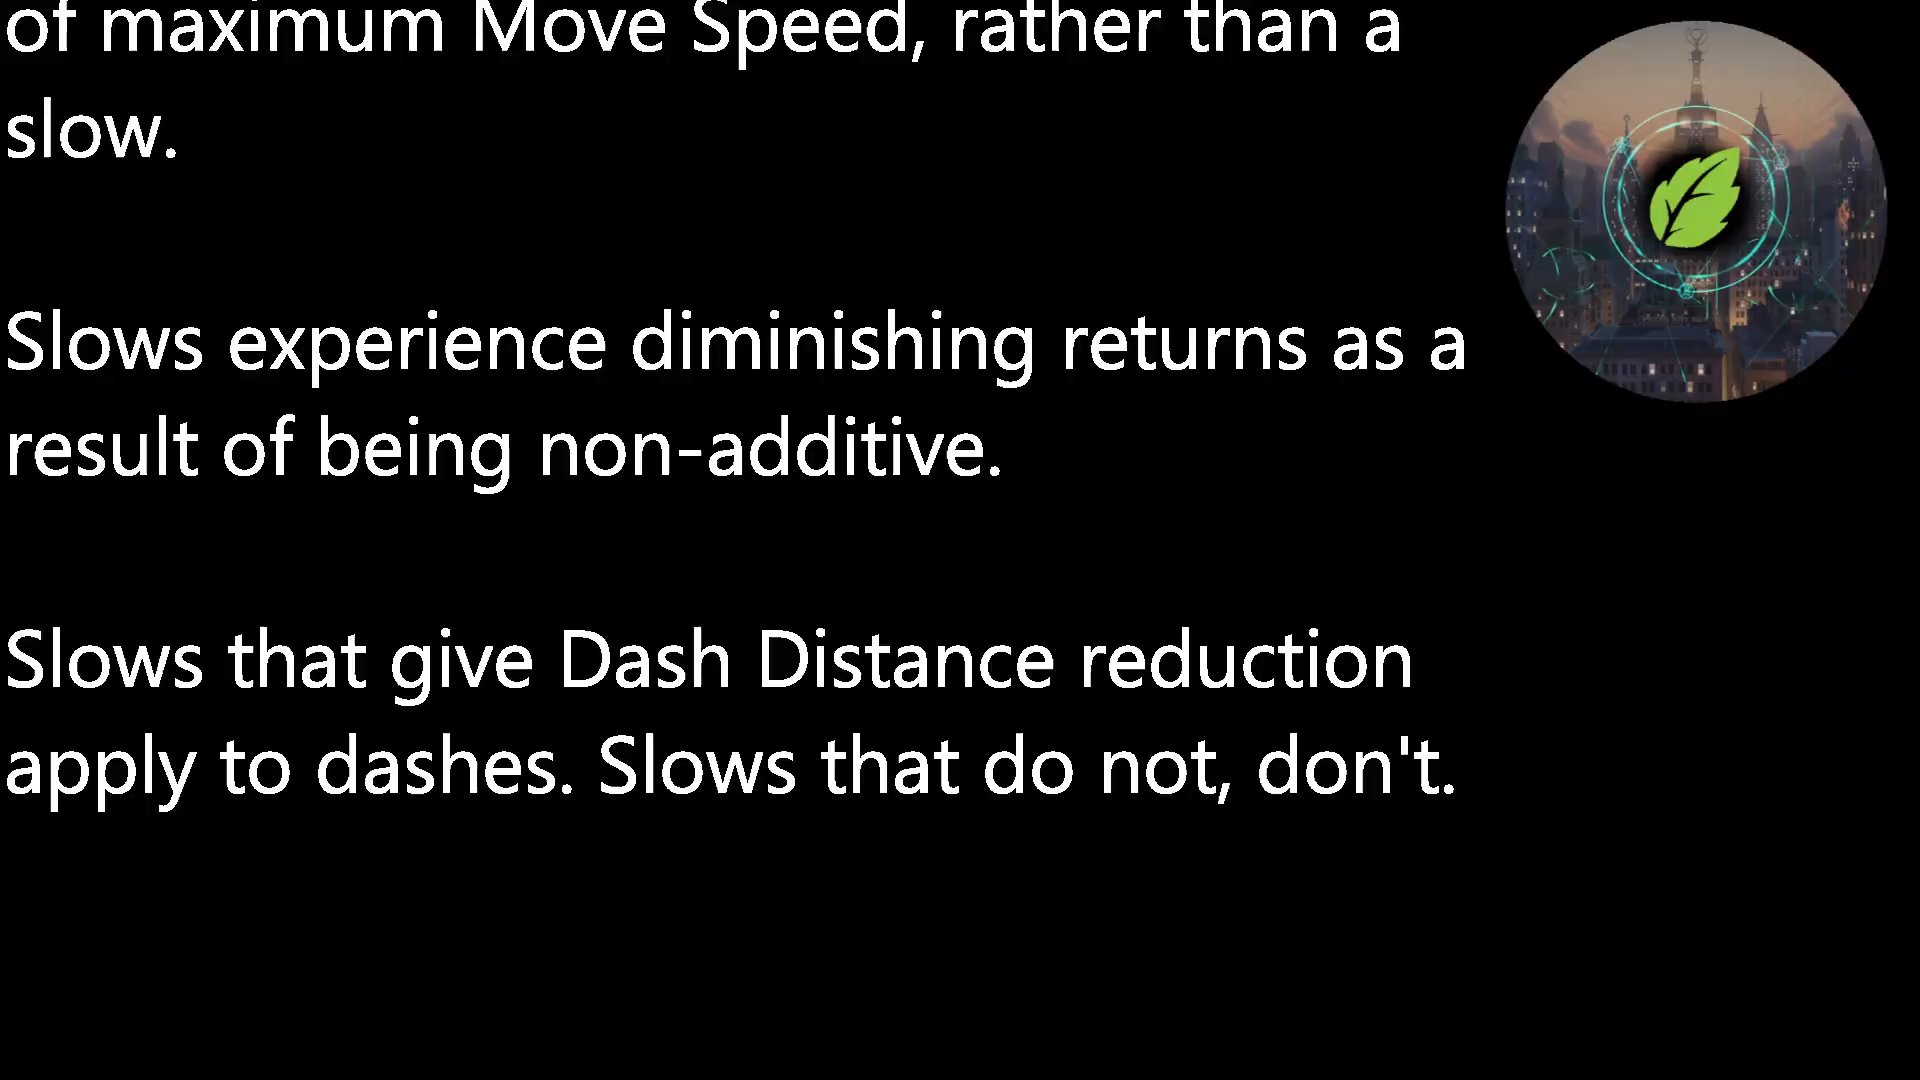 of maximum Move Speed, rather than a
slow.
Slows experience diminishing returns as a
result of being non-additive.
Slows that give Dash Distance reduction
apply to dashes. Slows that do not, don't.